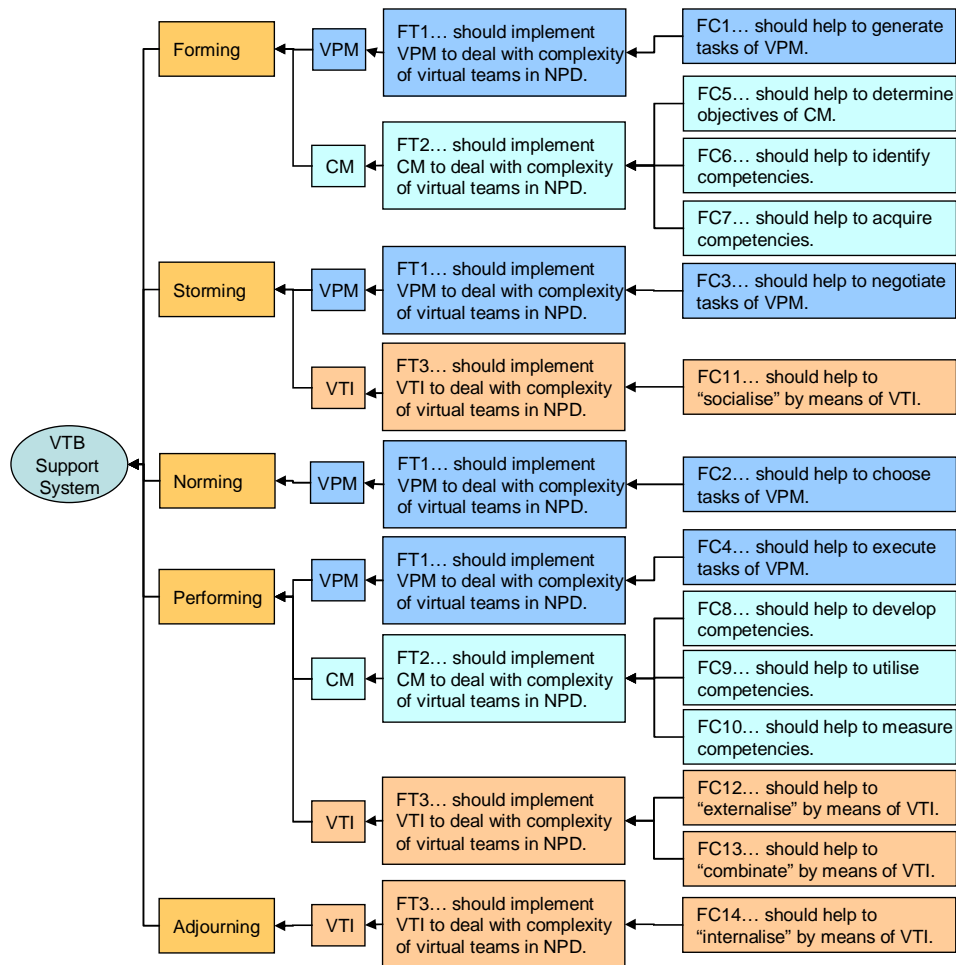 Forming
VPM
FT1… should implement
VPM to deal with complexity
of virtual teams in NPD.
FC1… should help to generate
tasks of VPM.
CM
FT2… should implement
CM to deal with complexity
of virtual teams in NPD.
FC5… should help to determine
objectives of CM.
FC6… should help to identify
competencies.
FC7… should help to acquire
competencies.
Storming
VPM
FT1… should implement
VPM to deal with complexity
of virtual teams in NPD.
FC3… should help to negotiate
tasks of VPM.
VTI
FT3… should implement
VTI to deal with complexity
of virtual teams in NPD.
FC11… should help to
“socialise” by means of VTI.
VTB
Support
System
Norming
VPM
FT1… should implement
VPM to deal with complexity
of virtual teams in NPD.
FC2… should help to choose
tasks of VPM.
Performing
VPM
FT1… should implement
VPM to deal with complexity
of virtual teams in NPD.
FC4… should help to execute
tasks of VPM.
CM
FT2… should implement
CM to deal with complexity
of virtual teams in NPD.
FC8… should help to develop
competencies.
FC9… should help to utilise
competencies.
FC10… should help to measure
competencies.
VTI
FT3… should implement
VTI to deal with complexity
of virtual teams in NPD.
FC12… should help to
“externalise” by means of VTI.
FC13… should help to
“combinate” by means of VTI.
Adjourning
VTI
FT3… should implement
VTI to deal with complexity
of virtual teams in NPD.
FC14… should help to
“internalise” by means of VTI.